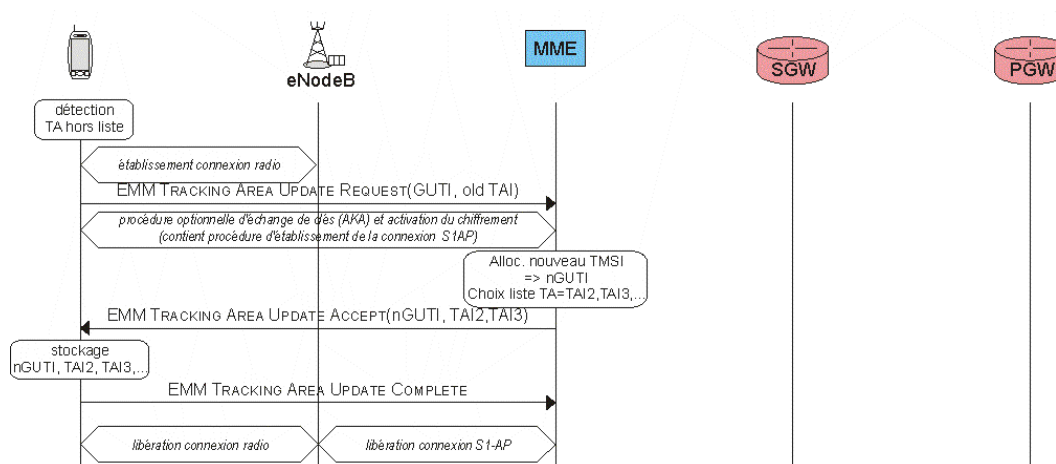 MME
SGW
PGW
eNodeB
détection
TA hors liste
établissement connexion radio
EMM TRACKING AREA UPDATE REQUEST(GUTI, old TAI)
procédure optionnelle d'échange de clés (AKA) et activation du chiffrement
(contient procédure d'établissement de la connexion S1AP)
Alloc. nouveau TMSI
=> nGUTI
Choix liste TA=TAI2,TAI3,...
EMM TRACKING AREA UPDATE ACCEPT(nGUTI, TAI2,TAI3)
stockage
nGUTI, TAI2, TAI3,...
EMM TRACKING AREA UPDATE COMPLETE
libération connexion radio
libération connexion S1-AP